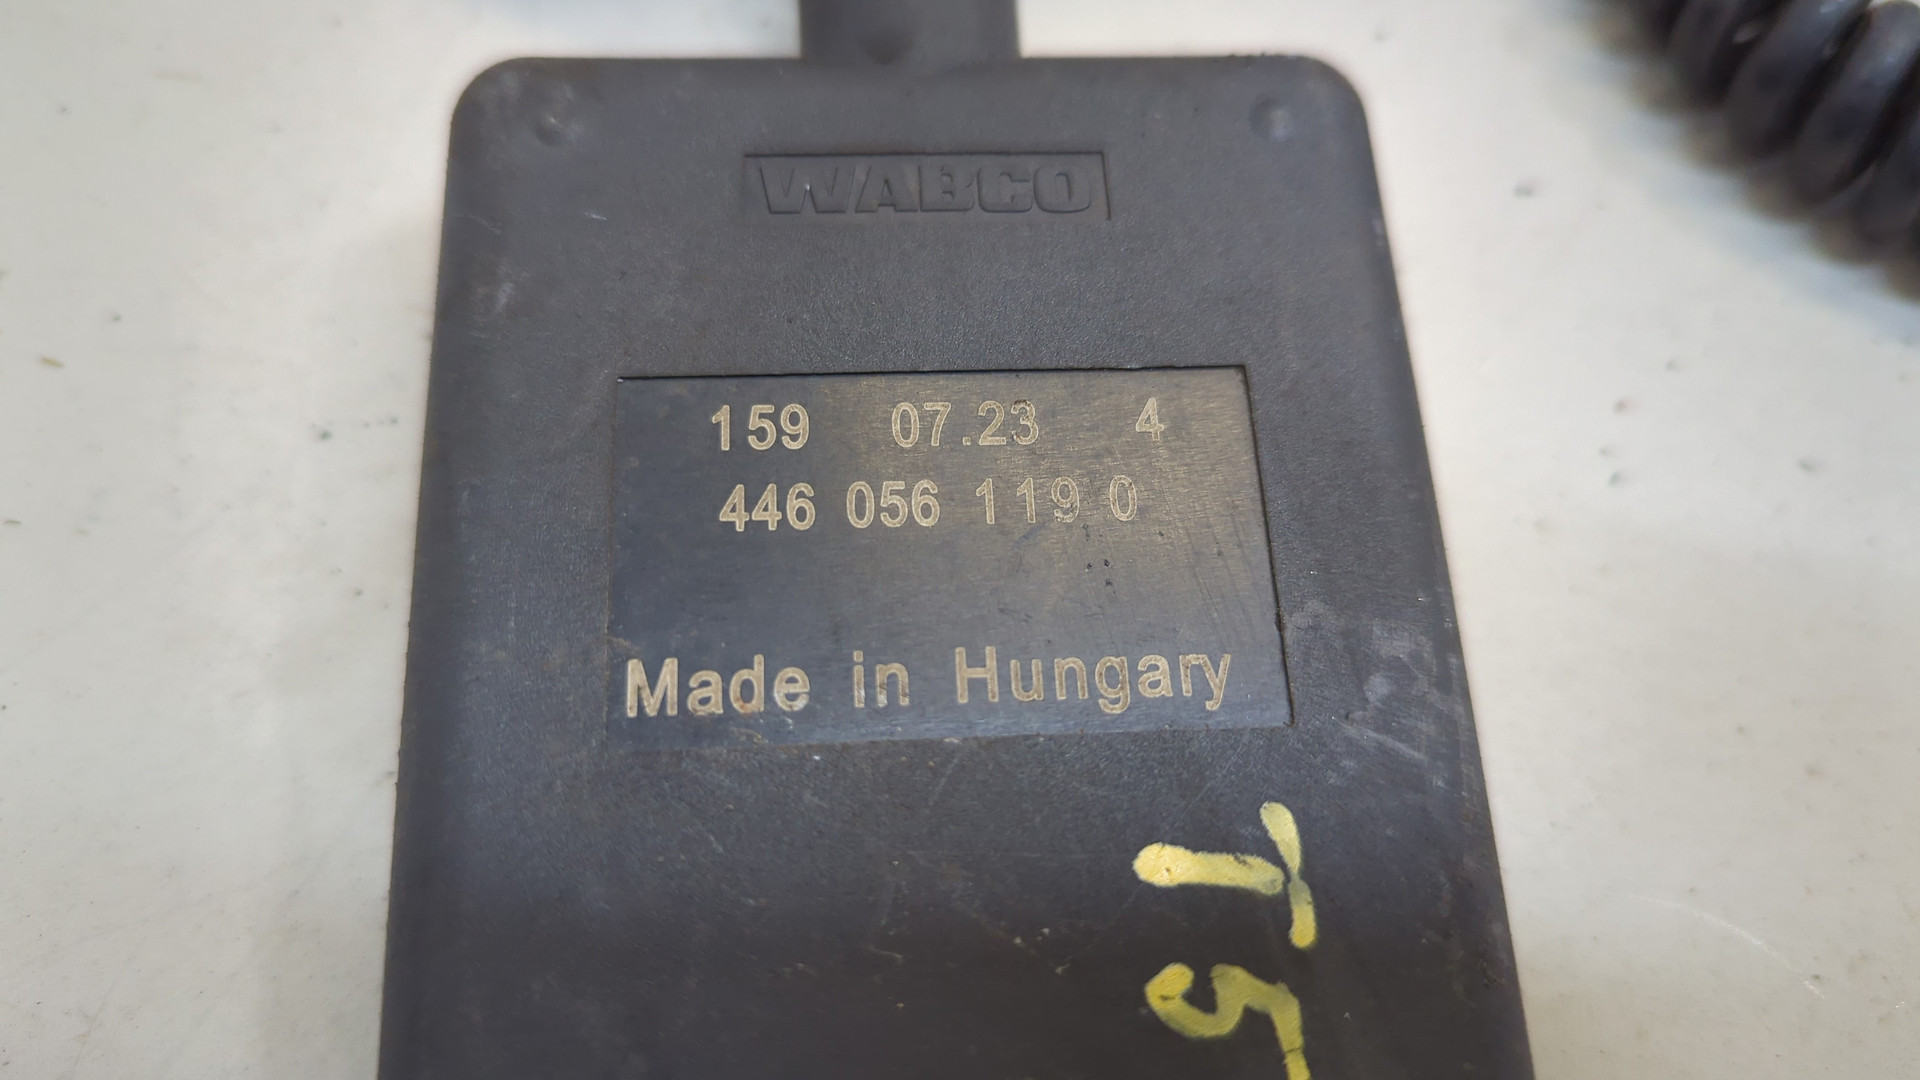 WABCO
159 07.23 4
446 056 119 0
Made in Hungary